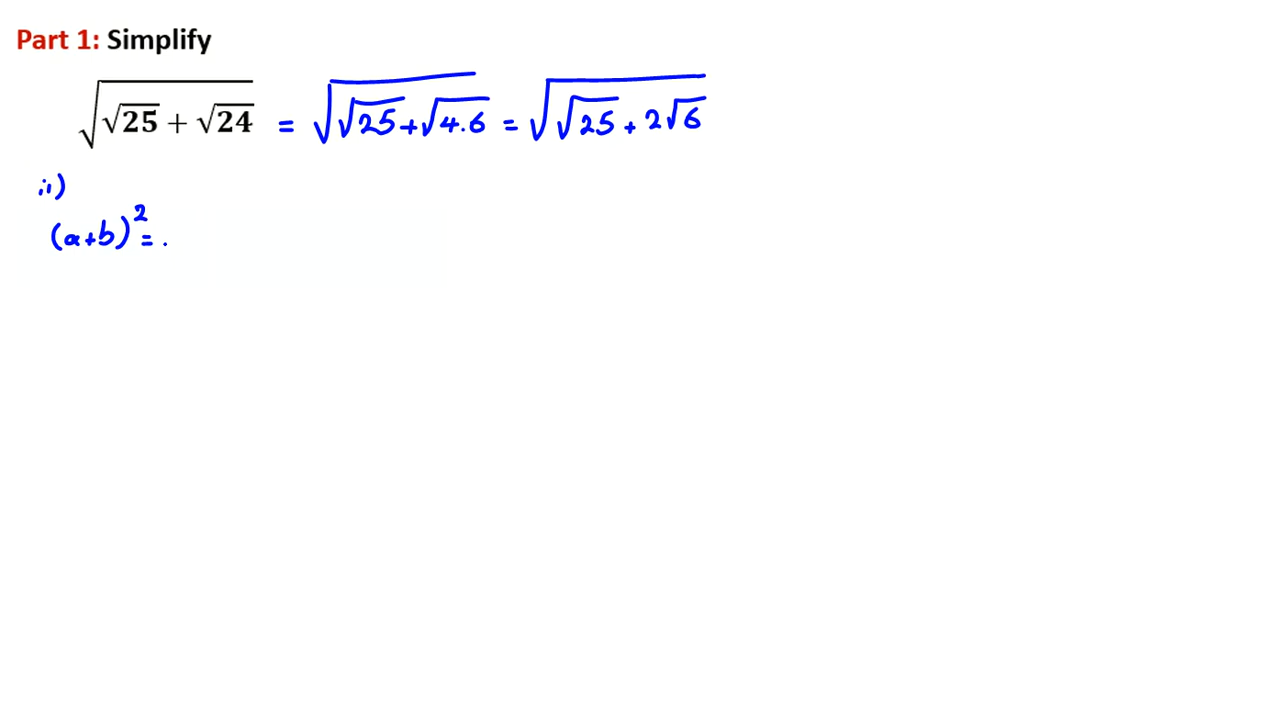 Part 1: Simplify
√(√25 + √24) = √(√25 + √4.6) = √(√25 + 2√6)
ii)
(a+b)² = .